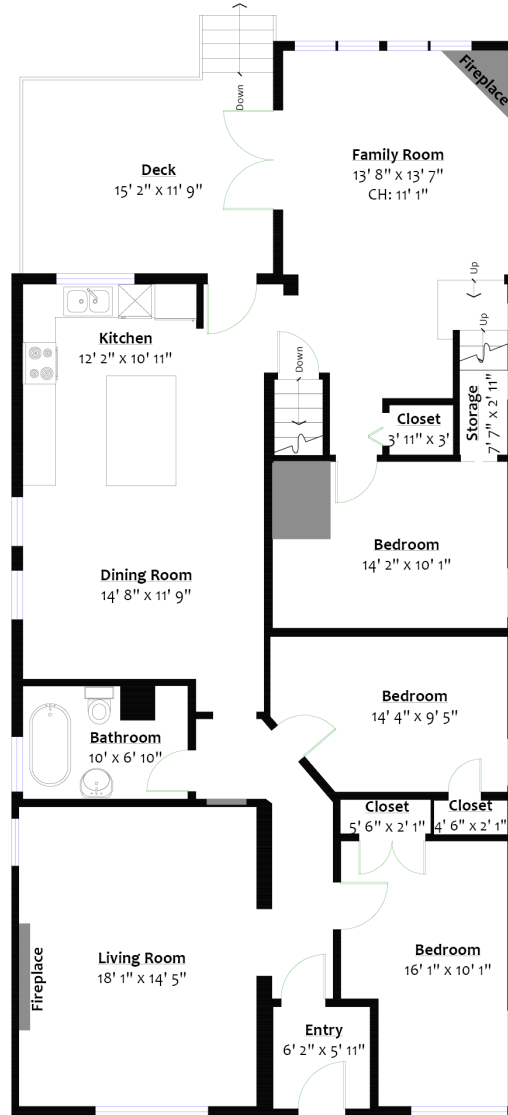 Fireplace
Down
Family Room
13' 8" x 13' 7"
CH: 11' 1"
Deck
15' 2" x 11' 9"
Up
Up
Kitchen
12' 2" x 10' 11"
Down
Closet
3' 11" x 3'
Storage
7' 7" x 2' 11"
Bedroom
14' 2" x 10' 1"
Dining Room
14' 8" x 11' 9"
Bedroom
14' 4" x 9' 5"
Bathroom
10' x 6' 10"
Closet
5' 6" x 2' 1"
Closet
4' 6" x 2' 1"
Living Room
18' 1" x 14' 5"
Fireplace
Bedroom
16' 1" x 10' 1"
Entry
6' 2" x 5' 11"